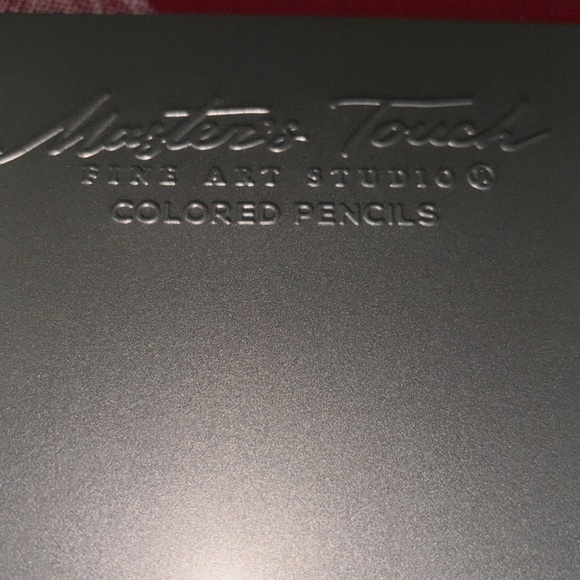 Master's Touch
FINE ART STUDIO®
COLORED PENCILS